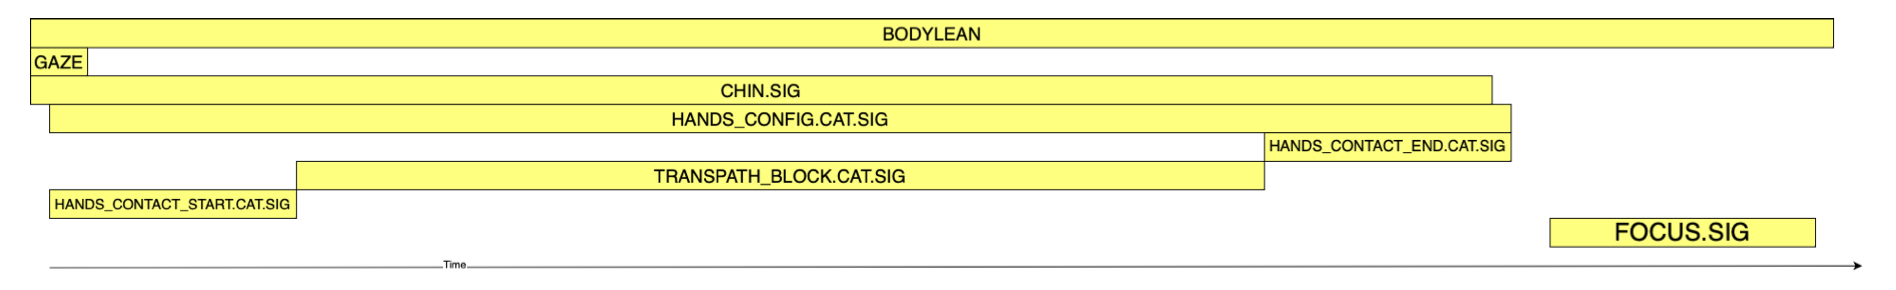 BODYLEAN
GAZE
CHIN.SIG
HANDS_CONFIG.CAT.SIG
HANDS_CONTACT_END.CAT.SIG
TRANSPATH_BLOCK.CAT.SIG
HANDS_CONTACT_START.CAT.SIG
FOCUS.SIG
Time